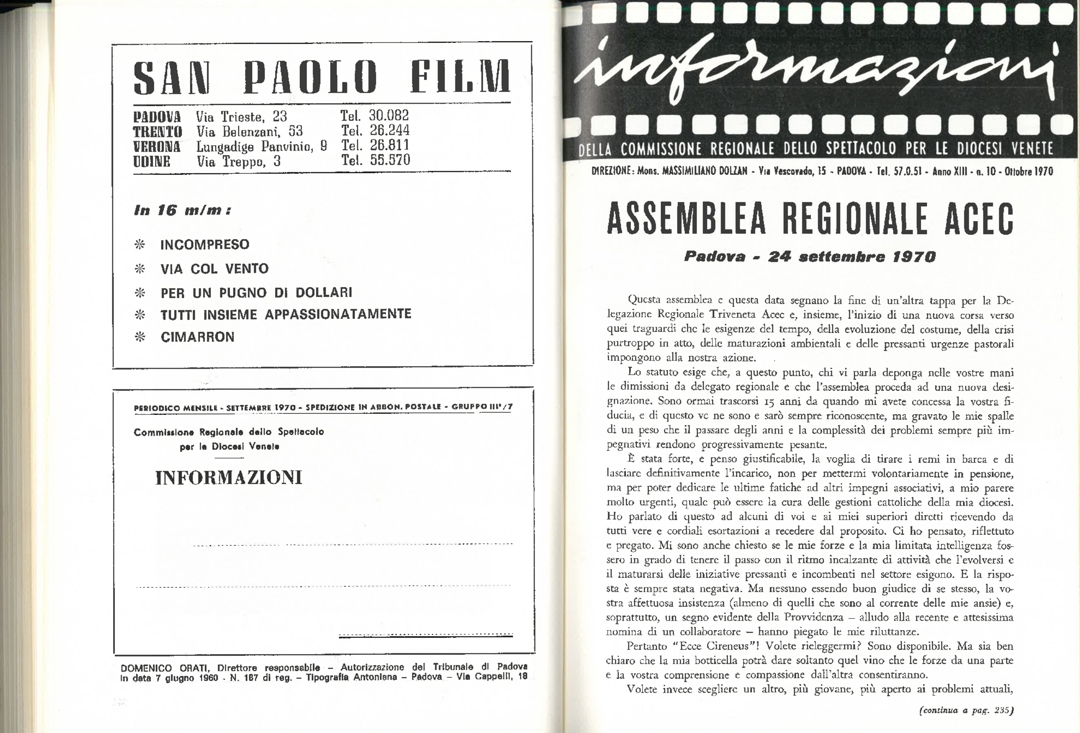 SAN PAOLO FILM
PADOVA Via Trieste, 23 Tel. 30.082
TRENTO Via Belenzani, 53 Tel. 26.244
VERONA Lungadige Panvinio, 9 Tel. 26.811
UDINE Via Treppo, 3 Tel. 55.570
In 16 m/m :
❊ INCOMPRESO
❊ VIA COL VENTO
❊ PER UN PUGNO DI DOLLARI
❊ TUTTI INSIEME APPASSIONATAMENTE
❊ CIMARRON
PERIODICO MENSILE - SETTEMBRE 1970 - SPEDIZIONE IN ABBON. POSTALE - GRUPPO III°/7
Commissione Regionale dello Spettacolo
per le Diocesi Venete
INFORMAZIONI
DOMENICO ORATI, Direttore responsabile – Autorizzazione del Tribunale di Padova
in data 7 giugno 1960 - N. 187 di reg. – Tipografia Antoniana – Padova – Via Cappelli, 18
informazioni
DELLA COMMISSIONE REGIONALE DELLO SPETTACOLO PER LE DIOCESI VENETE
DIREZIONE: Mons. MASSIMILIANO DOLZAN - Via Vescovado, 15 - PADOVA - Tel. 57.0.51 - Anno XIII - n. 10 - Ottobre 1970
ASSEMBLEA REGIONALE ACEC
Padova - 24 settembre 1970
Questa assemblea e questa data segnano la fine di un'altra tappa per la De-
legazione Regionale Triveneta Acec e, insieme, l'inizio di una nuova corsa verso
quei traguardi che le esigenze del tempo, della evoluzione del costume, della crisi
purtroppo in atto, delle maturazioni ambientali e delle pressanti urgenze pastorali
impongono alla nostra azione.
Lo statuto esige che, a questo punto, chi vi parla deponga nelle vostre mani
le dimissioni da delegato regionale e che l'assemblea proceda ad una nuova desi-
gnazione. Sono ormai trascorsi 15 anni da quando mi avete concessa la vostra fi-
ducia, e di questo ve ne sono e sarò sempre riconoscente, ma gravato le mie spalle
di un peso che il passare degli anni e la complessità dei problemi sempre più im-
pegnativi rendono progressivamente pesante.
È stata forte, e penso giustificabile, la voglia di tirare i remi in barca e di
lasciare definitivamente l'incarico, non per mettermi volontariamente in pensione,
ma per poter dedicare le ultime fatiche ad altri impegni associativi, a mio parere
molto urgenti, quale può essere la cura delle gestioni cattoliche della mia diocesi.
Ho parlato di questo ad alcuni di voi e ai miei superiori diretti ricevendo da
tutti vere e cordiali esortazioni a recedere dal proposito. Ci ho pensato, riflettuto
e pregato. Mi sono anche chiesto se le mie forze e la mia limitata intelligenza fos-
sero in grado di tenere il passo con il ritmo incalzante di attività che l'evolversi e
il maturarsi delle iniziative pressanti e incombenti nel settore esigono. E la rispo-
sta è sempre stata negativa. Ma nessuno essendo buon giudice di se stesso, la vo-
stra affettuosa insistenza (almeno di quelli che sono al corrente delle mie ansie) e,
soprattutto, un segno evidente della Provvidenza – alludo alla recente e attesissima
nomina di un collaboratore – hanno piegato le mie riluttanze.
Pertanto "Ecce Cireneus"! Volete rieleggermi? Sono disponibile. Ma sia ben
chiaro che la mia botticella potrà dare soltanto quel vino che le forze da una parte
e la vostra comprensione e compassione dall'altra consentiranno.
Volete invece scegliere un altro, più giovane, più aperto ai problemi attuali,
(continua a pag. 235)